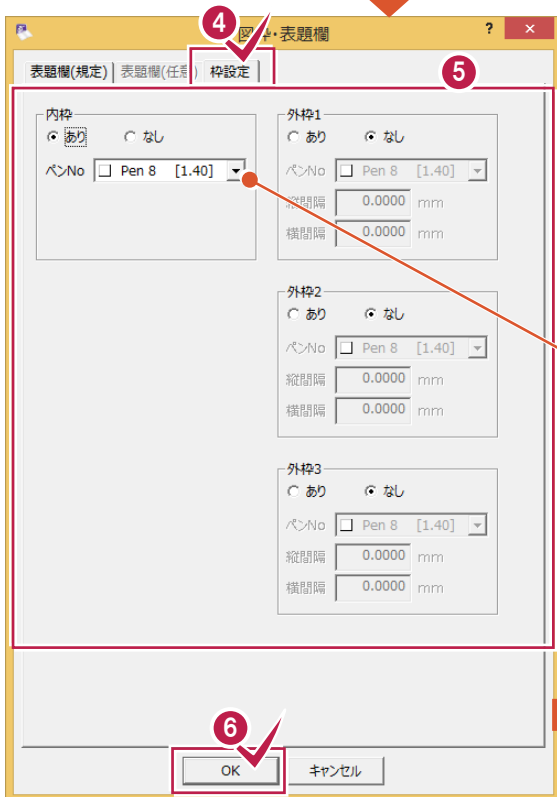 4
図枠・表題欄 ? ×
表題欄(規定) 表題欄(任意) 枠設定
5
内枠
あり なし
ペンNo Pen 8 [1.40]
外枠1
あり なし
ペンNo Pen 8 [1.40]
縦間隔 0.0000 mm
横間隔 0.0000 mm
外枠2
あり なし
ペンNo Pen 8 [1.40]
縦間隔 0.0000 mm
横間隔 0.0000 mm
外枠3
あり なし
ペンNo Pen 8 [1.40]
縦間隔 0.0000 mm
横間隔 0.0000 mm
6
OK キャンセル